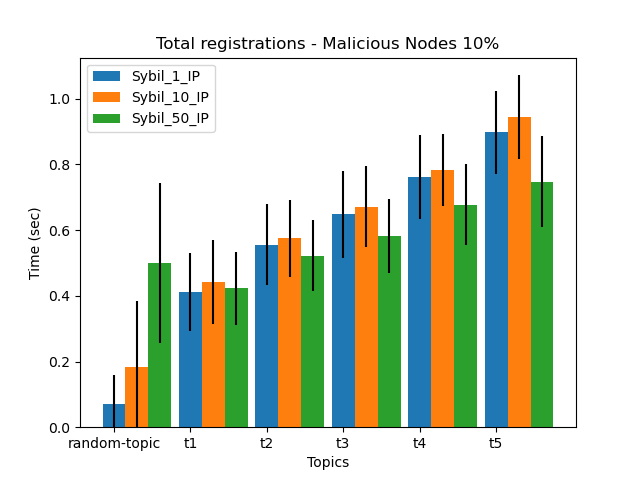 Total registrations - Malicious Nodes 10%
Sybil_1_IP
Sybil_10_IP
Sybil_50_IP
1.0
0.8
0.6
0.4
0.2
0.0
Time (sec)
random-topic t1 t2 t3 t4 t5
Topics